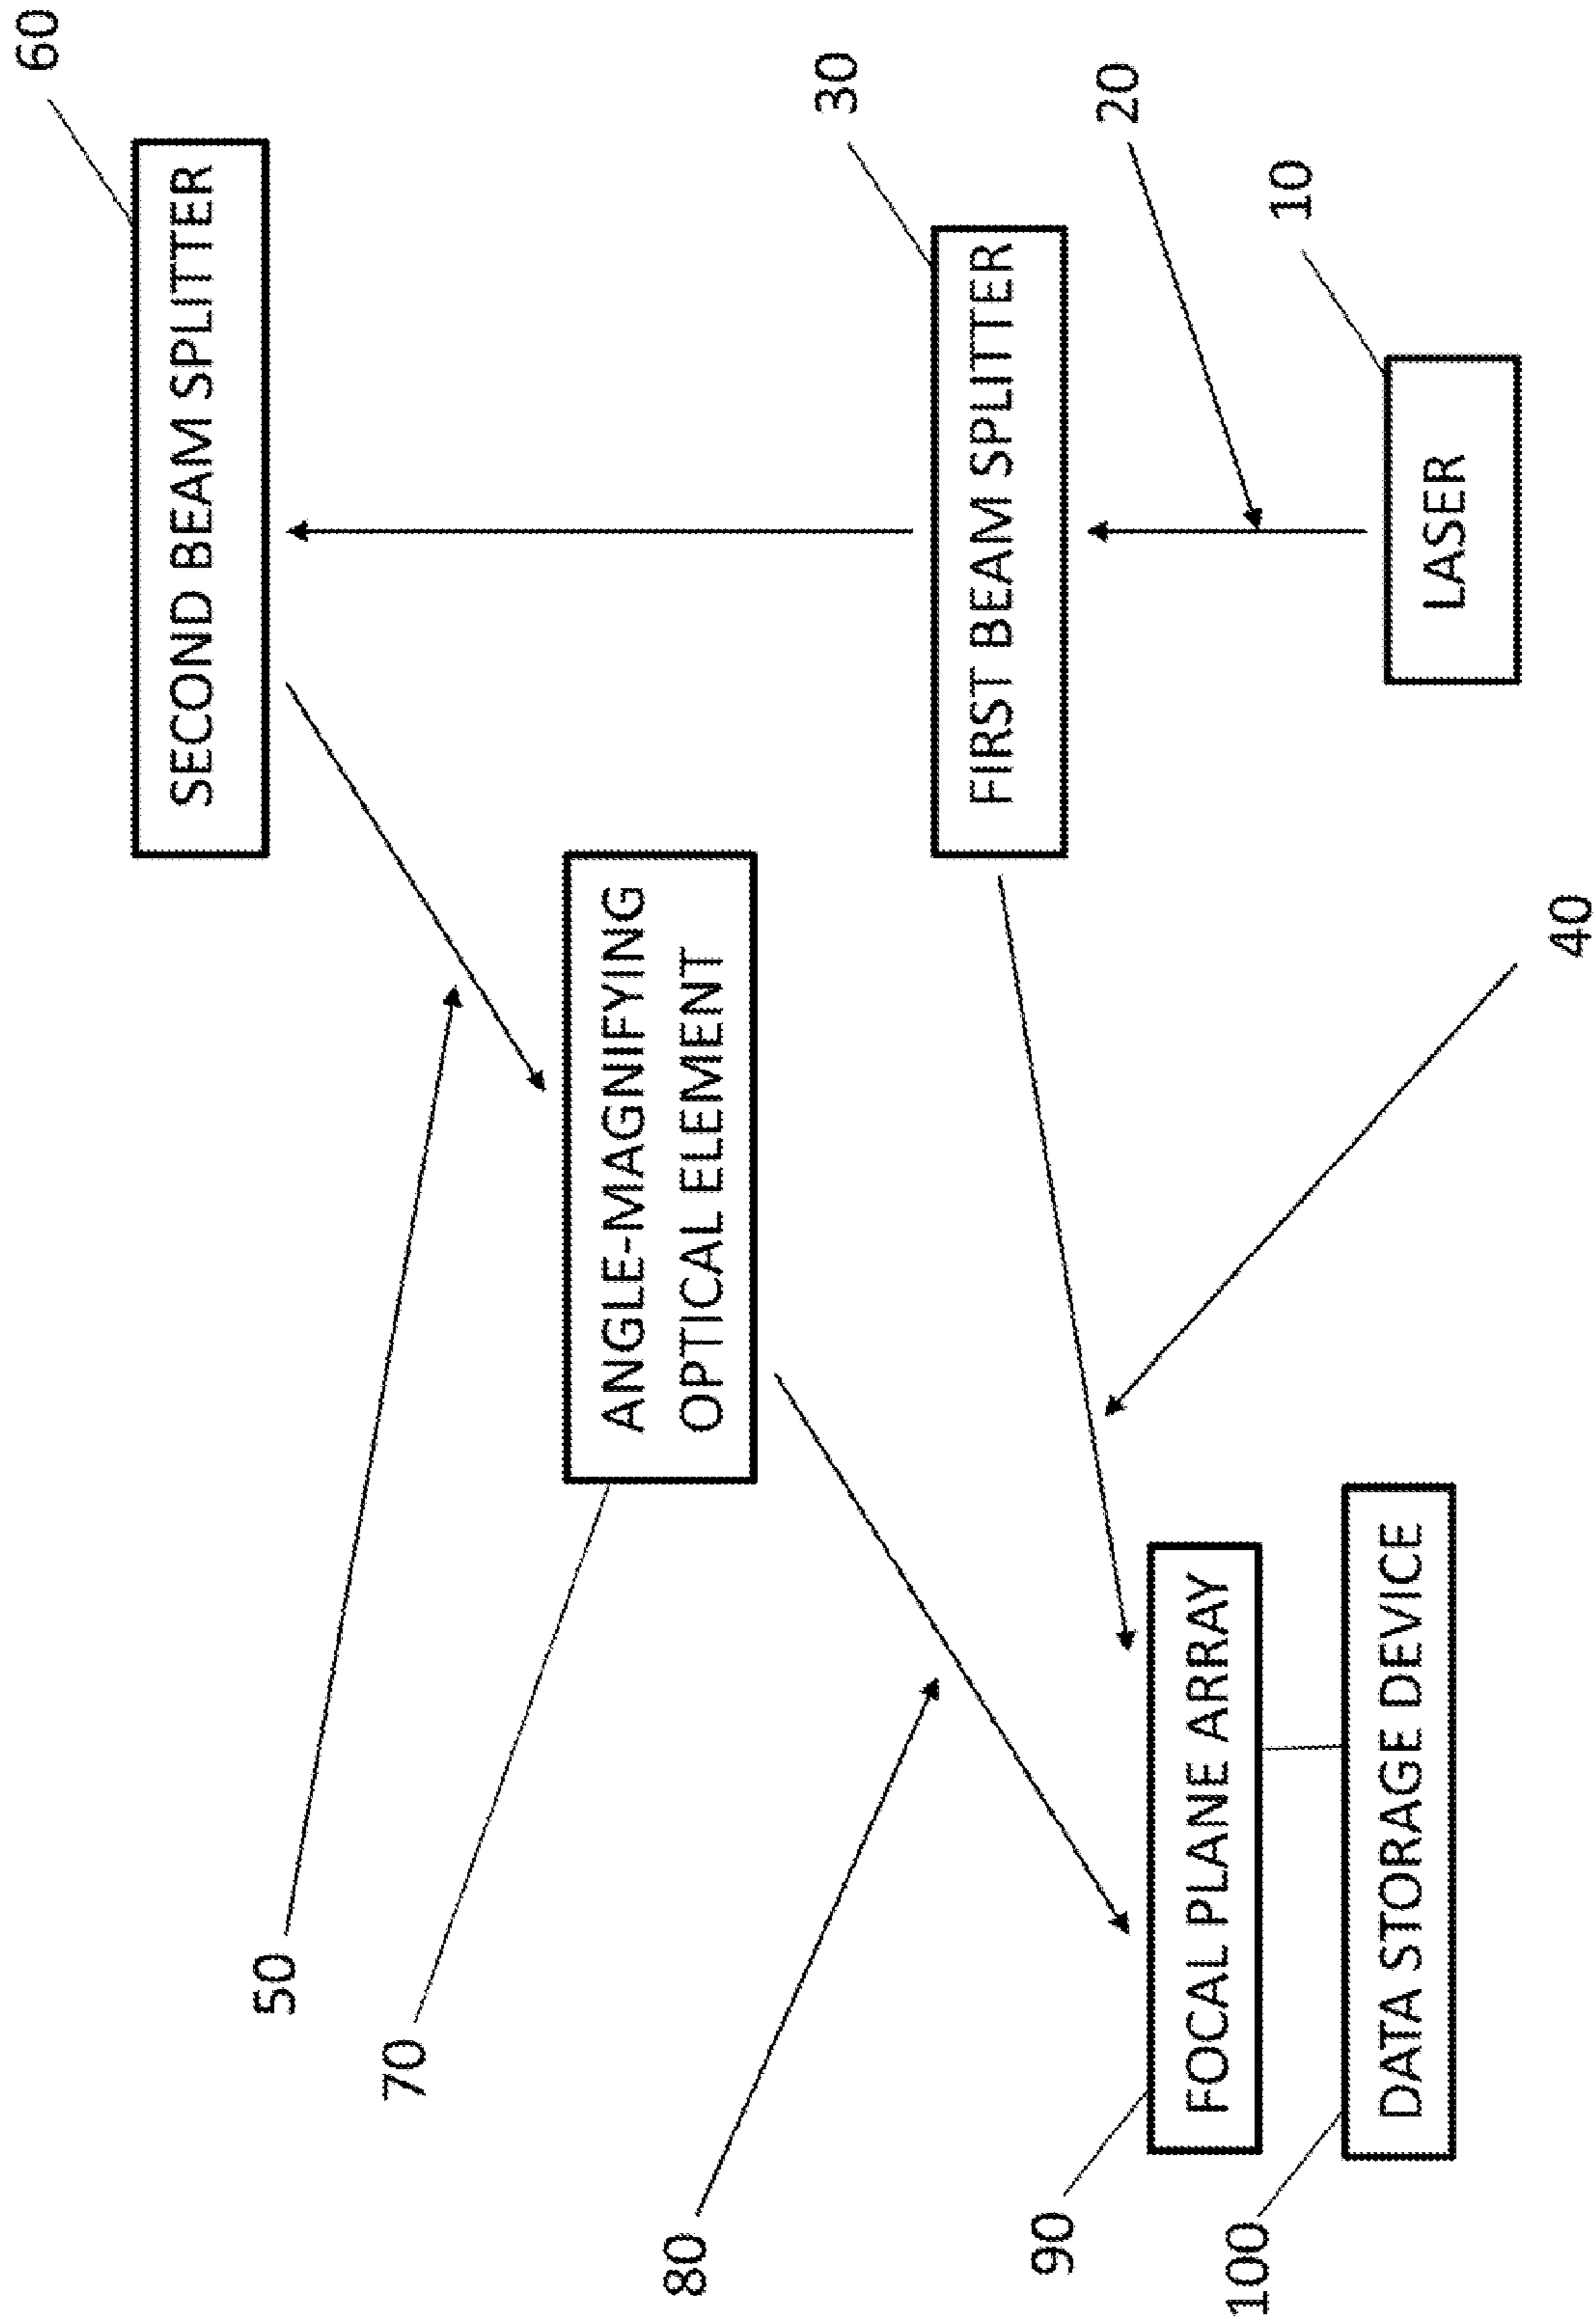 60
SECOND BEAM SPLITTER
50
70
ANGLE-MAGNIFYING
OPTICAL ELEMENT
80
30
FIRST BEAM SPLITTER
90
20
FOCAL PLANE ARRAY
100
10
DATA STORAGE DEVICE
LASER
40